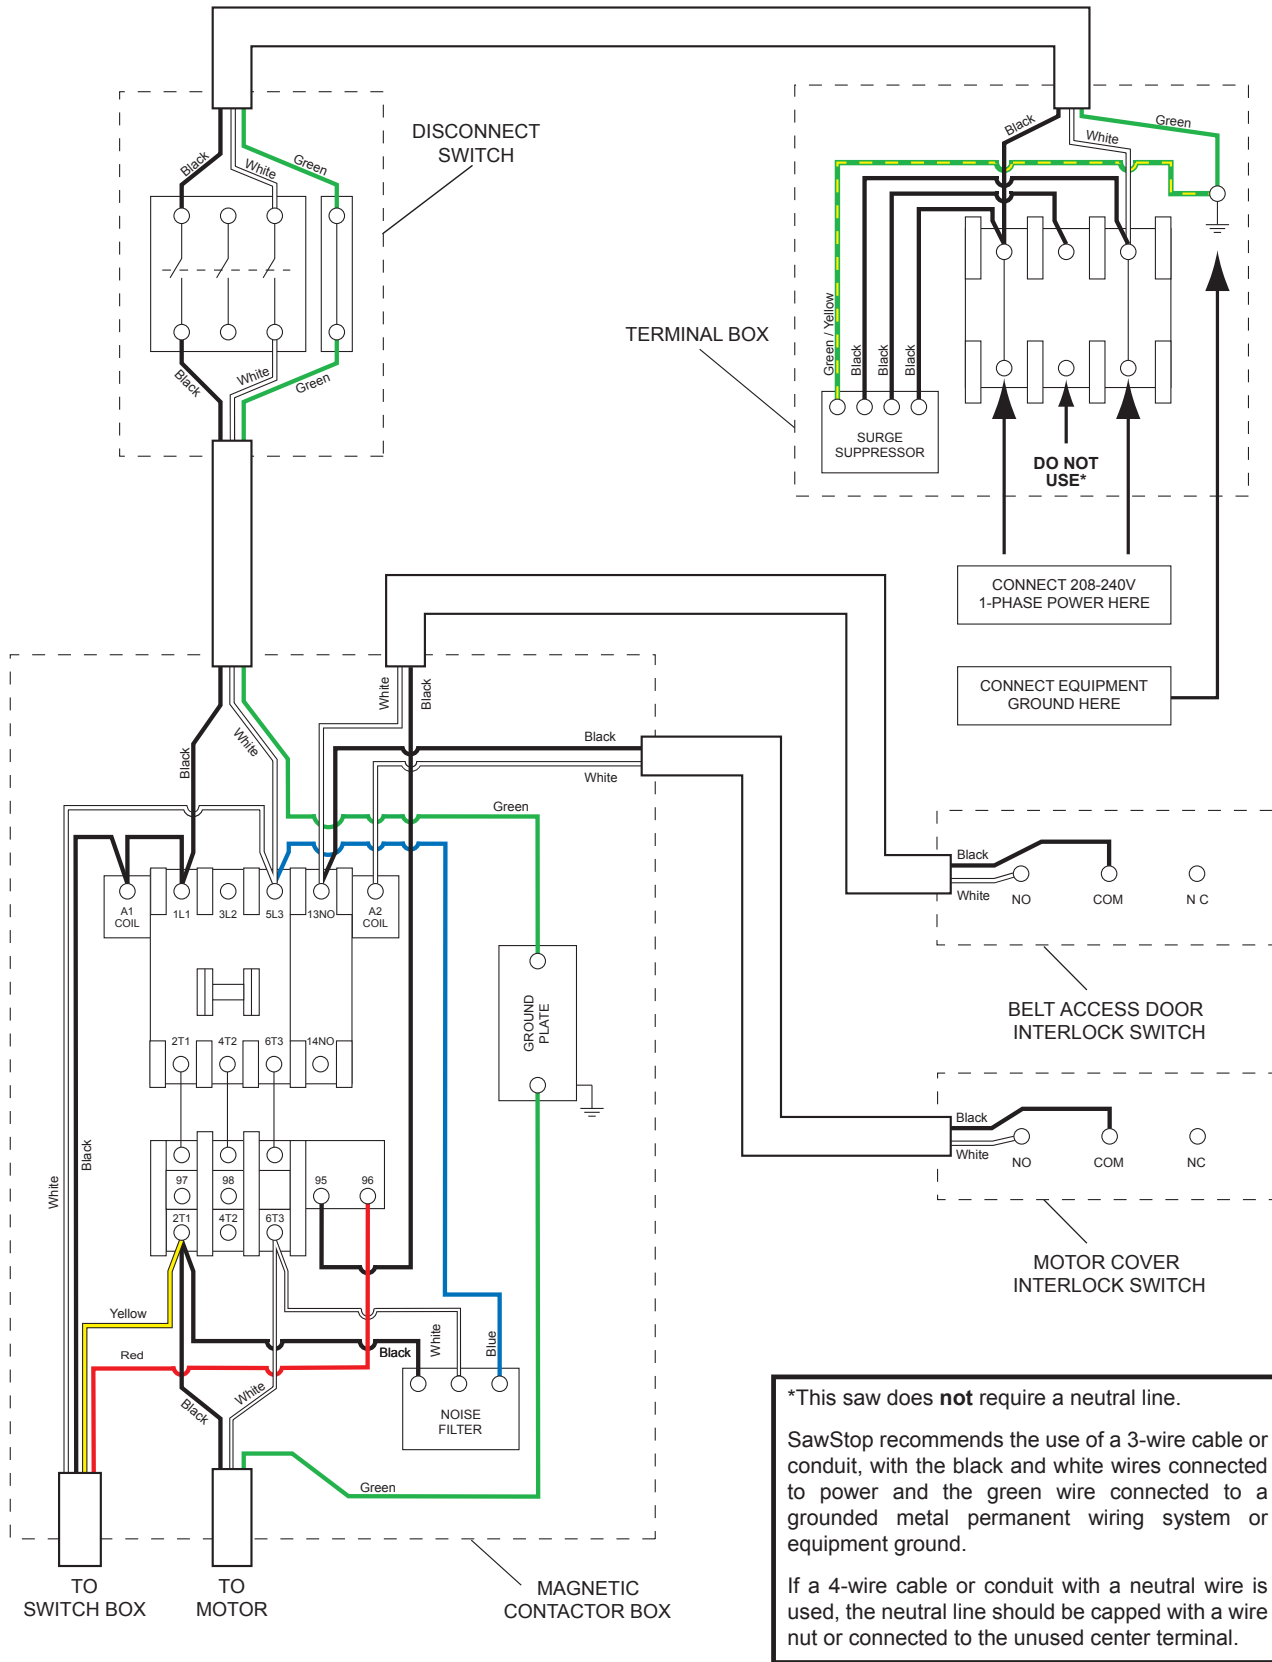 Black
White
Green
DISCONNECT
SWITCH
Black
White
Green
Black
White
Green
TERMINAL BOX
Green / Yellow
Black
Black
Black
SURGE
SUPPRESSOR
DO NOT
USE*
CONNECT 208-240V
1-PHASE POWER HERE
CONNECT EQUIPMENT
GROUND HERE
White
Black
Black
White
Black
White
Green
A1
COIL
1L1
3L2
5L3
13NO
A2
COIL
2T1
4T2
6T3
14NO
GROUND
PLATE
Black
White
NO
COM
N C
BELT ACCESS DOOR
INTERLOCK SWITCH
Black
White
NO
COM
NC
MOTOR COVER
INTERLOCK SWITCH
White
Black
97
98
95
96
2T1
4T2
6T3
Yellow
Red
Black
White
Blue
Black
White
NOISE
FILTER
Green
TO
SWITCH BOX
TO
MOTOR
MAGNETIC
CONTACTOR BOX
*This saw does not require a neutral line.
SawStop recommends the use of a 3-wire cable or
conduit, with the black and white wires connected
to power and the green wire connected to a
grounded metal permanent wiring system or
equipment ground.
If a 4-wire cable or conduit with a neutral wire is
used, the neutral line should be capped with a wire
nut or connected to the unused center terminal.